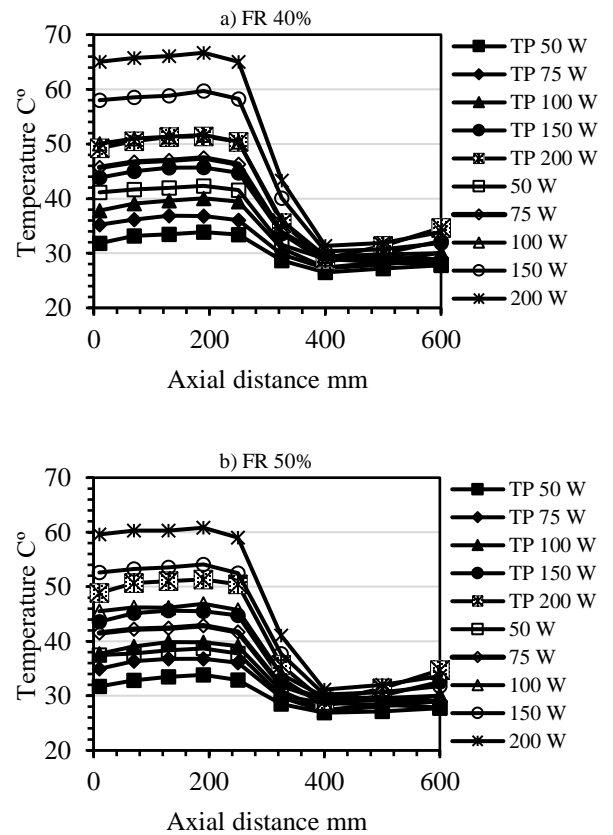 a) FR 40%
70
60
50
40
30
20
Temperature Cº
0
200
400
600
Axial distance mm
TP 50 W
TP 75 W
TP 100 W
TP 150 W
TP 200 W
50 W
75 W
100 W
150 W
200 W
b) FR 50%
70
60
50
40
30
20
Temperature Cº
0
200
400
600
Axial distance mm
TP 50 W
TP 75 W
TP 100 W
TP 150 W
TP 200 W
50 W
75 W
100 W
150 W
200 W